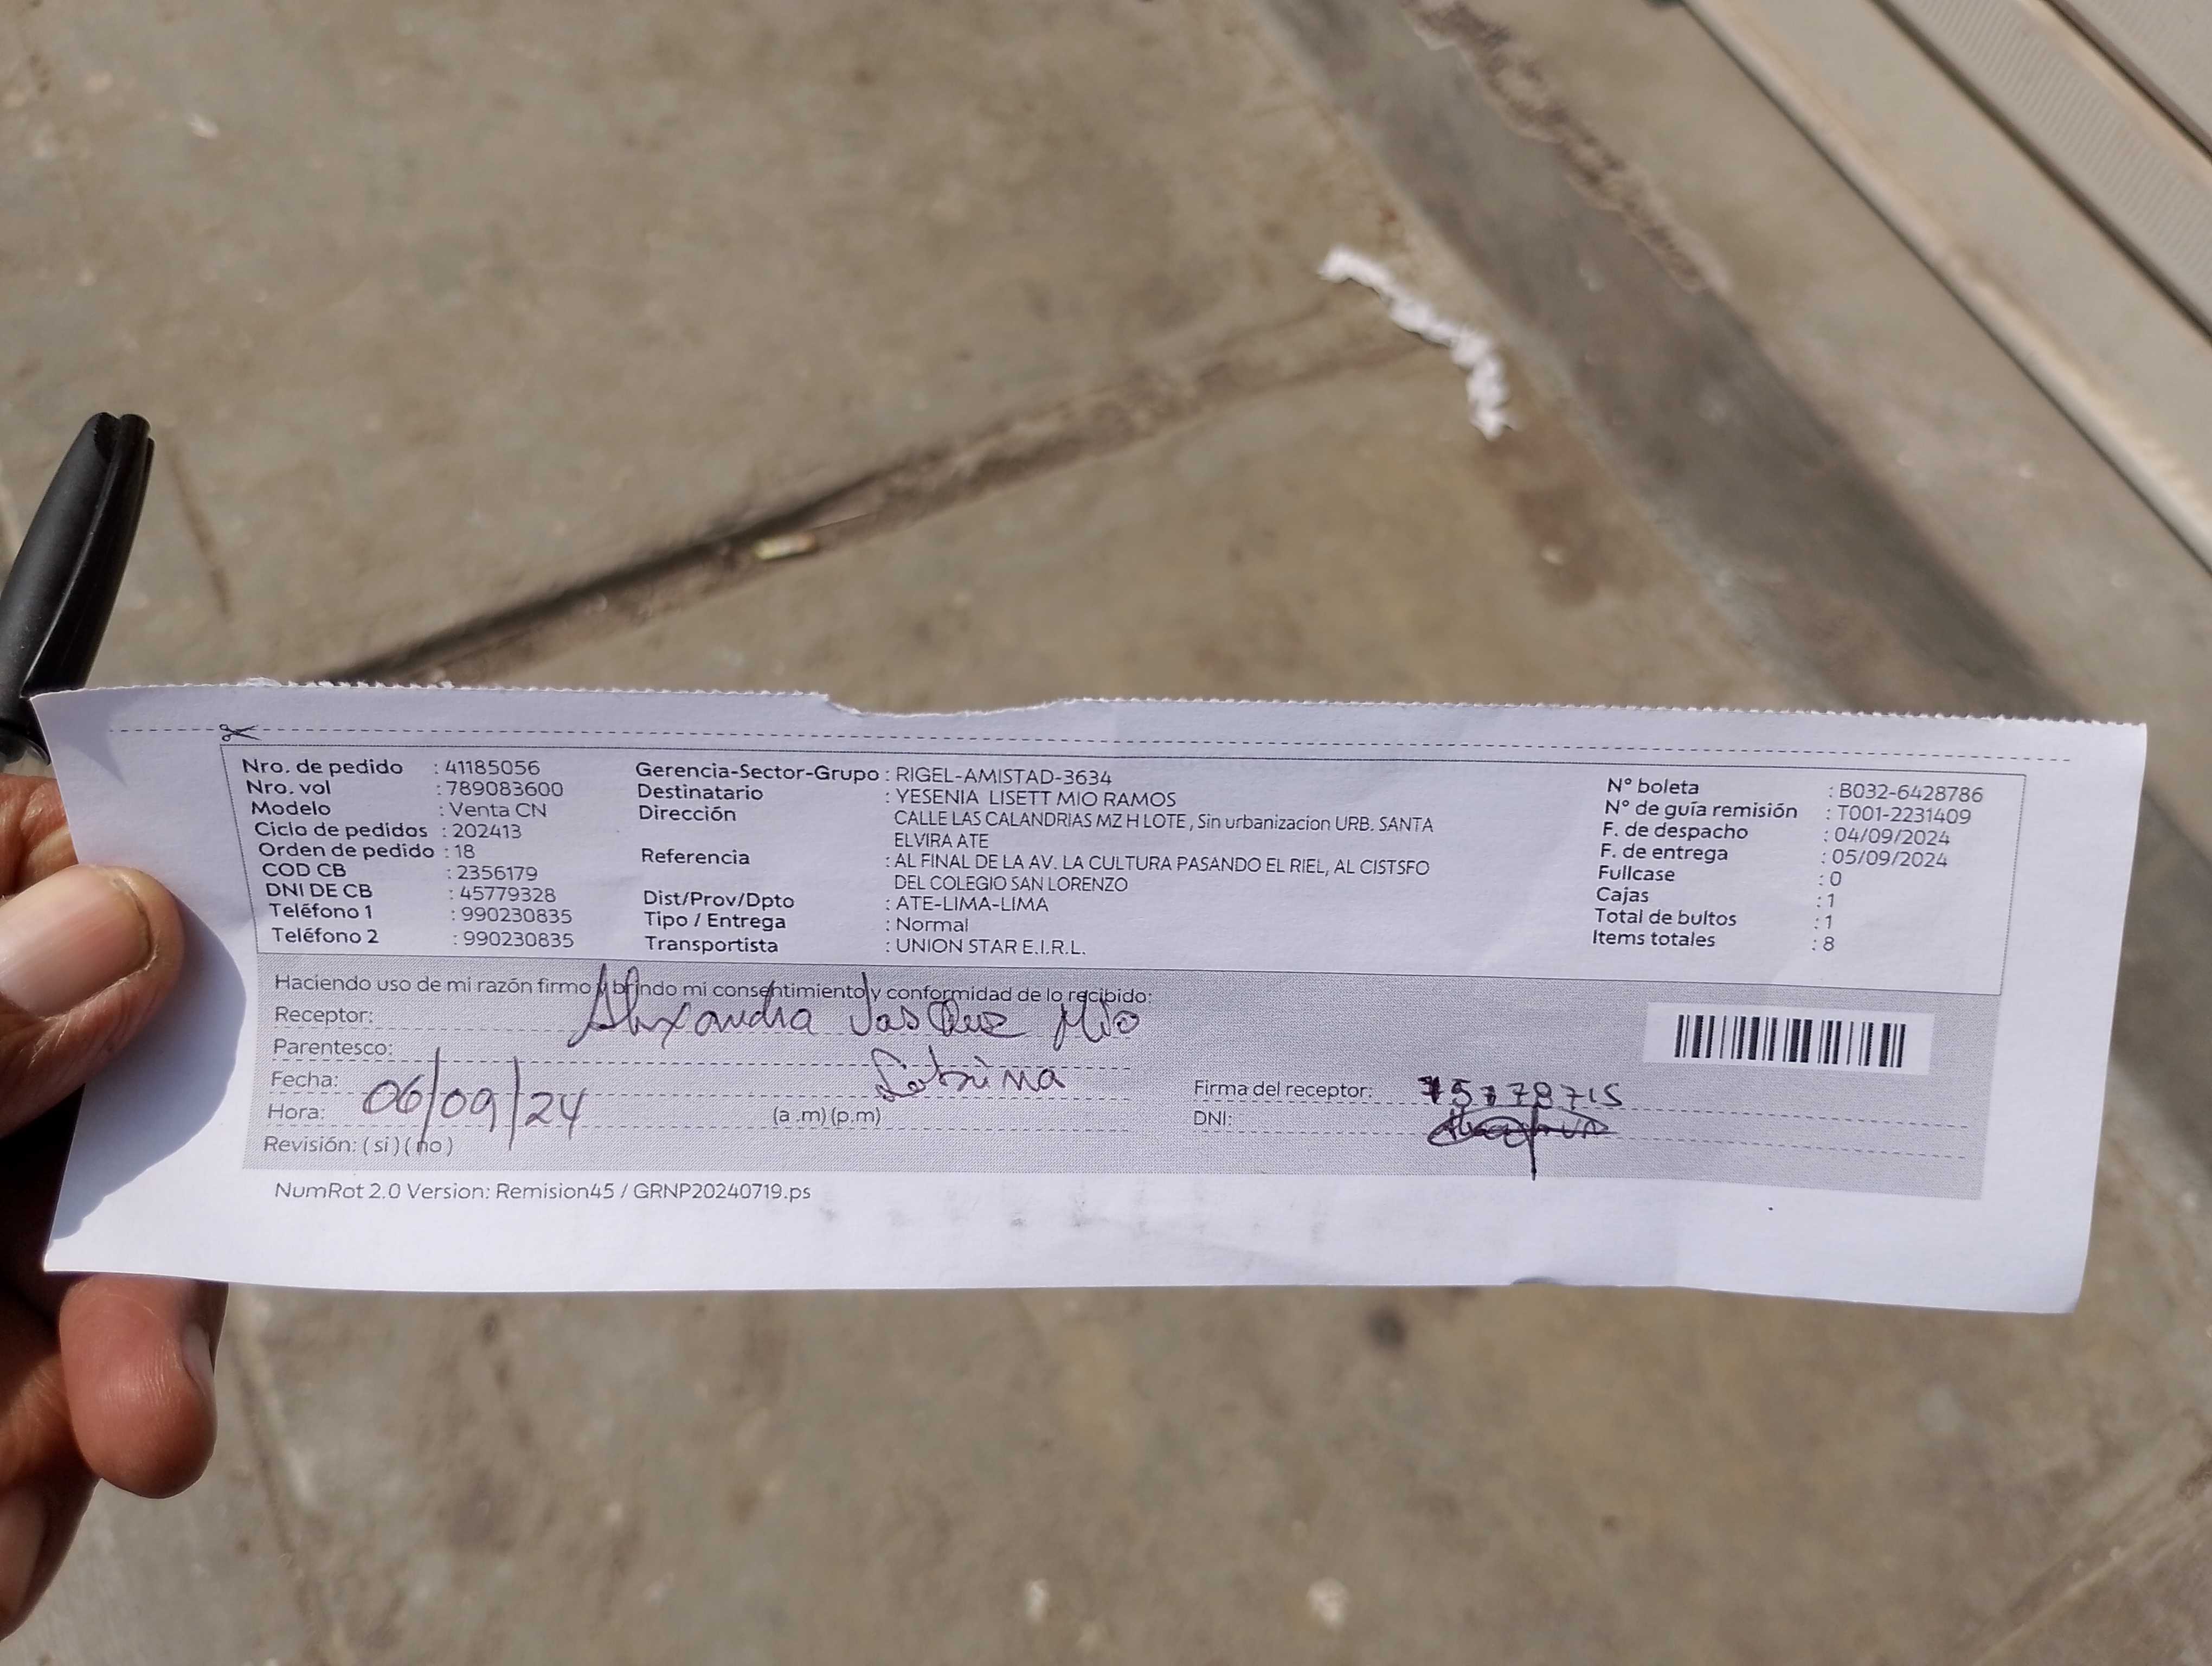 Nro. de pedido : 41185056
Nro. vol : 789083600
Modelo : Venta CN
Ciclo de pedidos : 202413
Orden de pedido : 18
COD CB : 2356179
DNI DE CB : 45779328
Teléfono 1 : 990230835
Teléfono 2 : 990230835
Gerencia-Sector-Grupo : RIGEL-AMISTAD-3634
Destinatario : YESENIA LISETT MIO RAMOS
Dirección CALLE LAS CALANDRIAS MZ H LOTE , Sin urbanizacion URB. SANTA
ELVIRA ATE
Referencia : AL FINAL DE LA AV. LA CULTURA PASANDO EL RIEL, AL CISTSFO
DEL COLEGIO SAN LORENZO
Dist/Prov/Dpto : ATE-LIMA-LIMA
Tipo / Entrega : Normal
Transportista : UNION STAR E.I.R.L.
N° boleta : B032-6428786
N° de guía remisión : T001-2231409
F. de despacho : 04/09/2024
F. de entrega : 05/09/2024
Fullcase : 0
Cajas : 1
Total de bultos : 1
Items totales : 8
Haciendo uso de mi razón firmo y brindo mi consentimiento y conformidad de lo recibido:
Receptor: Alexandra Vasquez Mio
Parentesco: Sobrina
Fecha: 06/09/24
Hora: (a .m) (p.m)
Revisión: ( si ) ( no )
Firma del receptor:
DNI:
NumRot 2.0 Version: Remision45 / GRNP20240719.ps